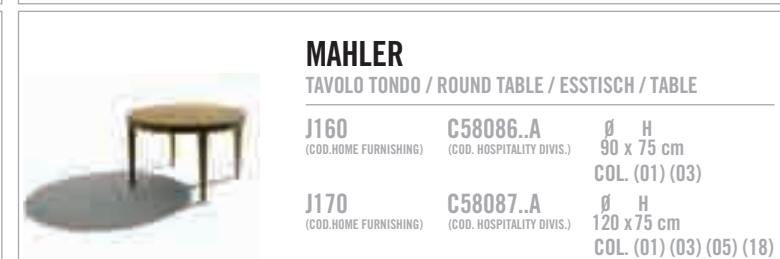 MAHLER
TAVOLO TONDO / ROUND TABLE / ESSTISCH / TABLE
J160 C58086..A Ø H
(COD.HOME FURNISHING) (COD. HOSPITALITY DIVIS.) 90 x 75 cm
COL. (01) (03)
J170 C58087..A Ø H
(COD.HOME FURNISHING) (COD. HOSPITALITY DIVIS.) 120 x 75 cm
COL. (01) (03) (05) (18)